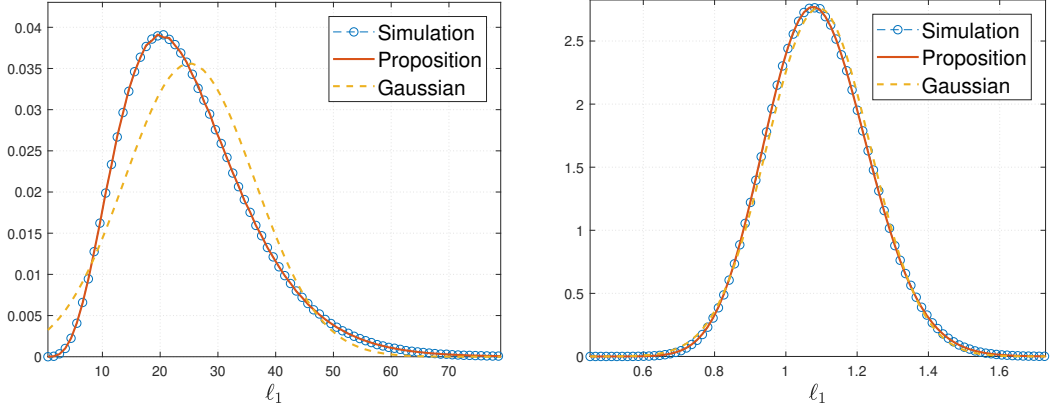 0.04
0.035
0.03
0.025
0.02
0.015
0.01
0.005
0
10 20 30 40 50 60 70
ℓ₁
Simulation
Proposition
Gaussian
2.5
2
1.5
1
0.5
0
0.6 0.8 1 1.2 1.4 1.6
ℓ₁
Simulation
Proposition
Gaussian